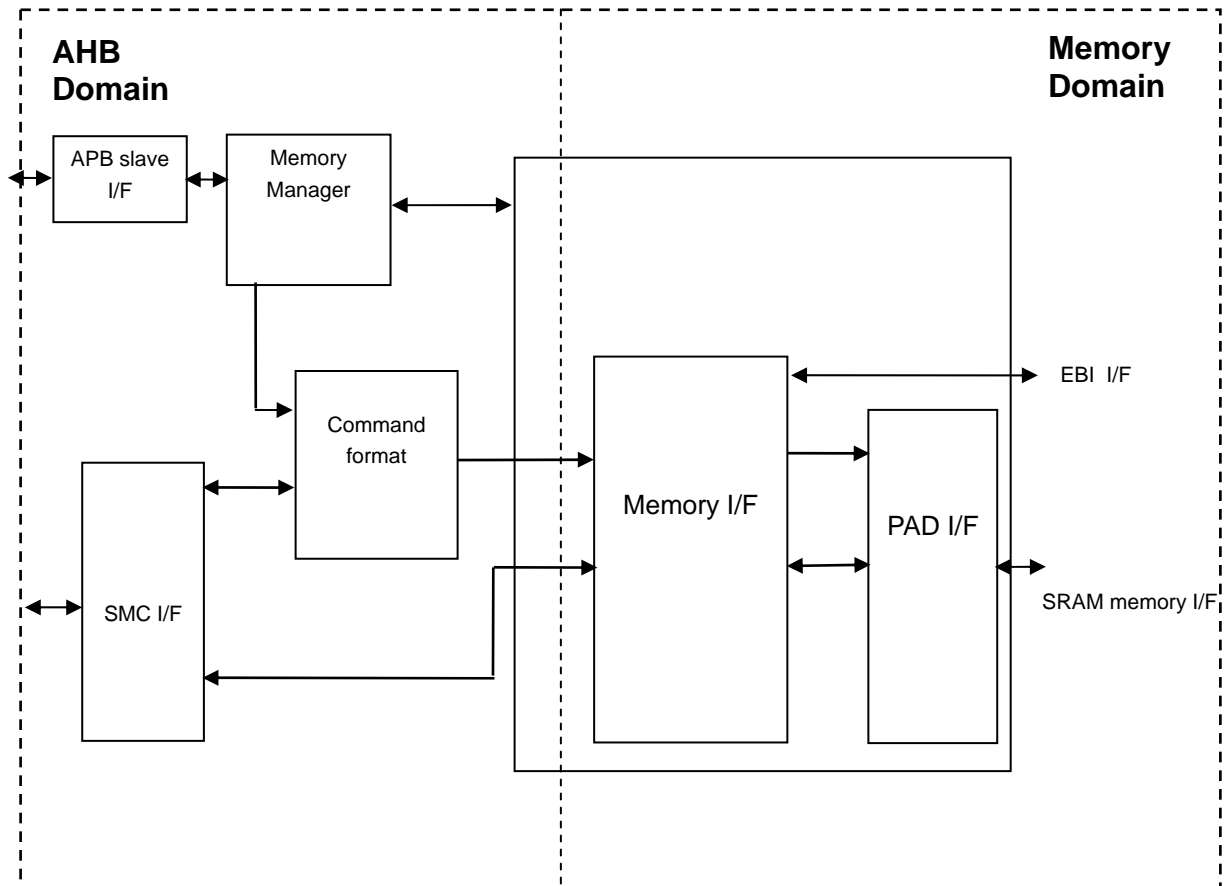 AHB
Domain
Memory
Domain
APB slave
I/F
Memory
Manager
EBI I/F
Command
format
Memory I/F
PAD I/F
SMC I/F
SRAM memory I/F